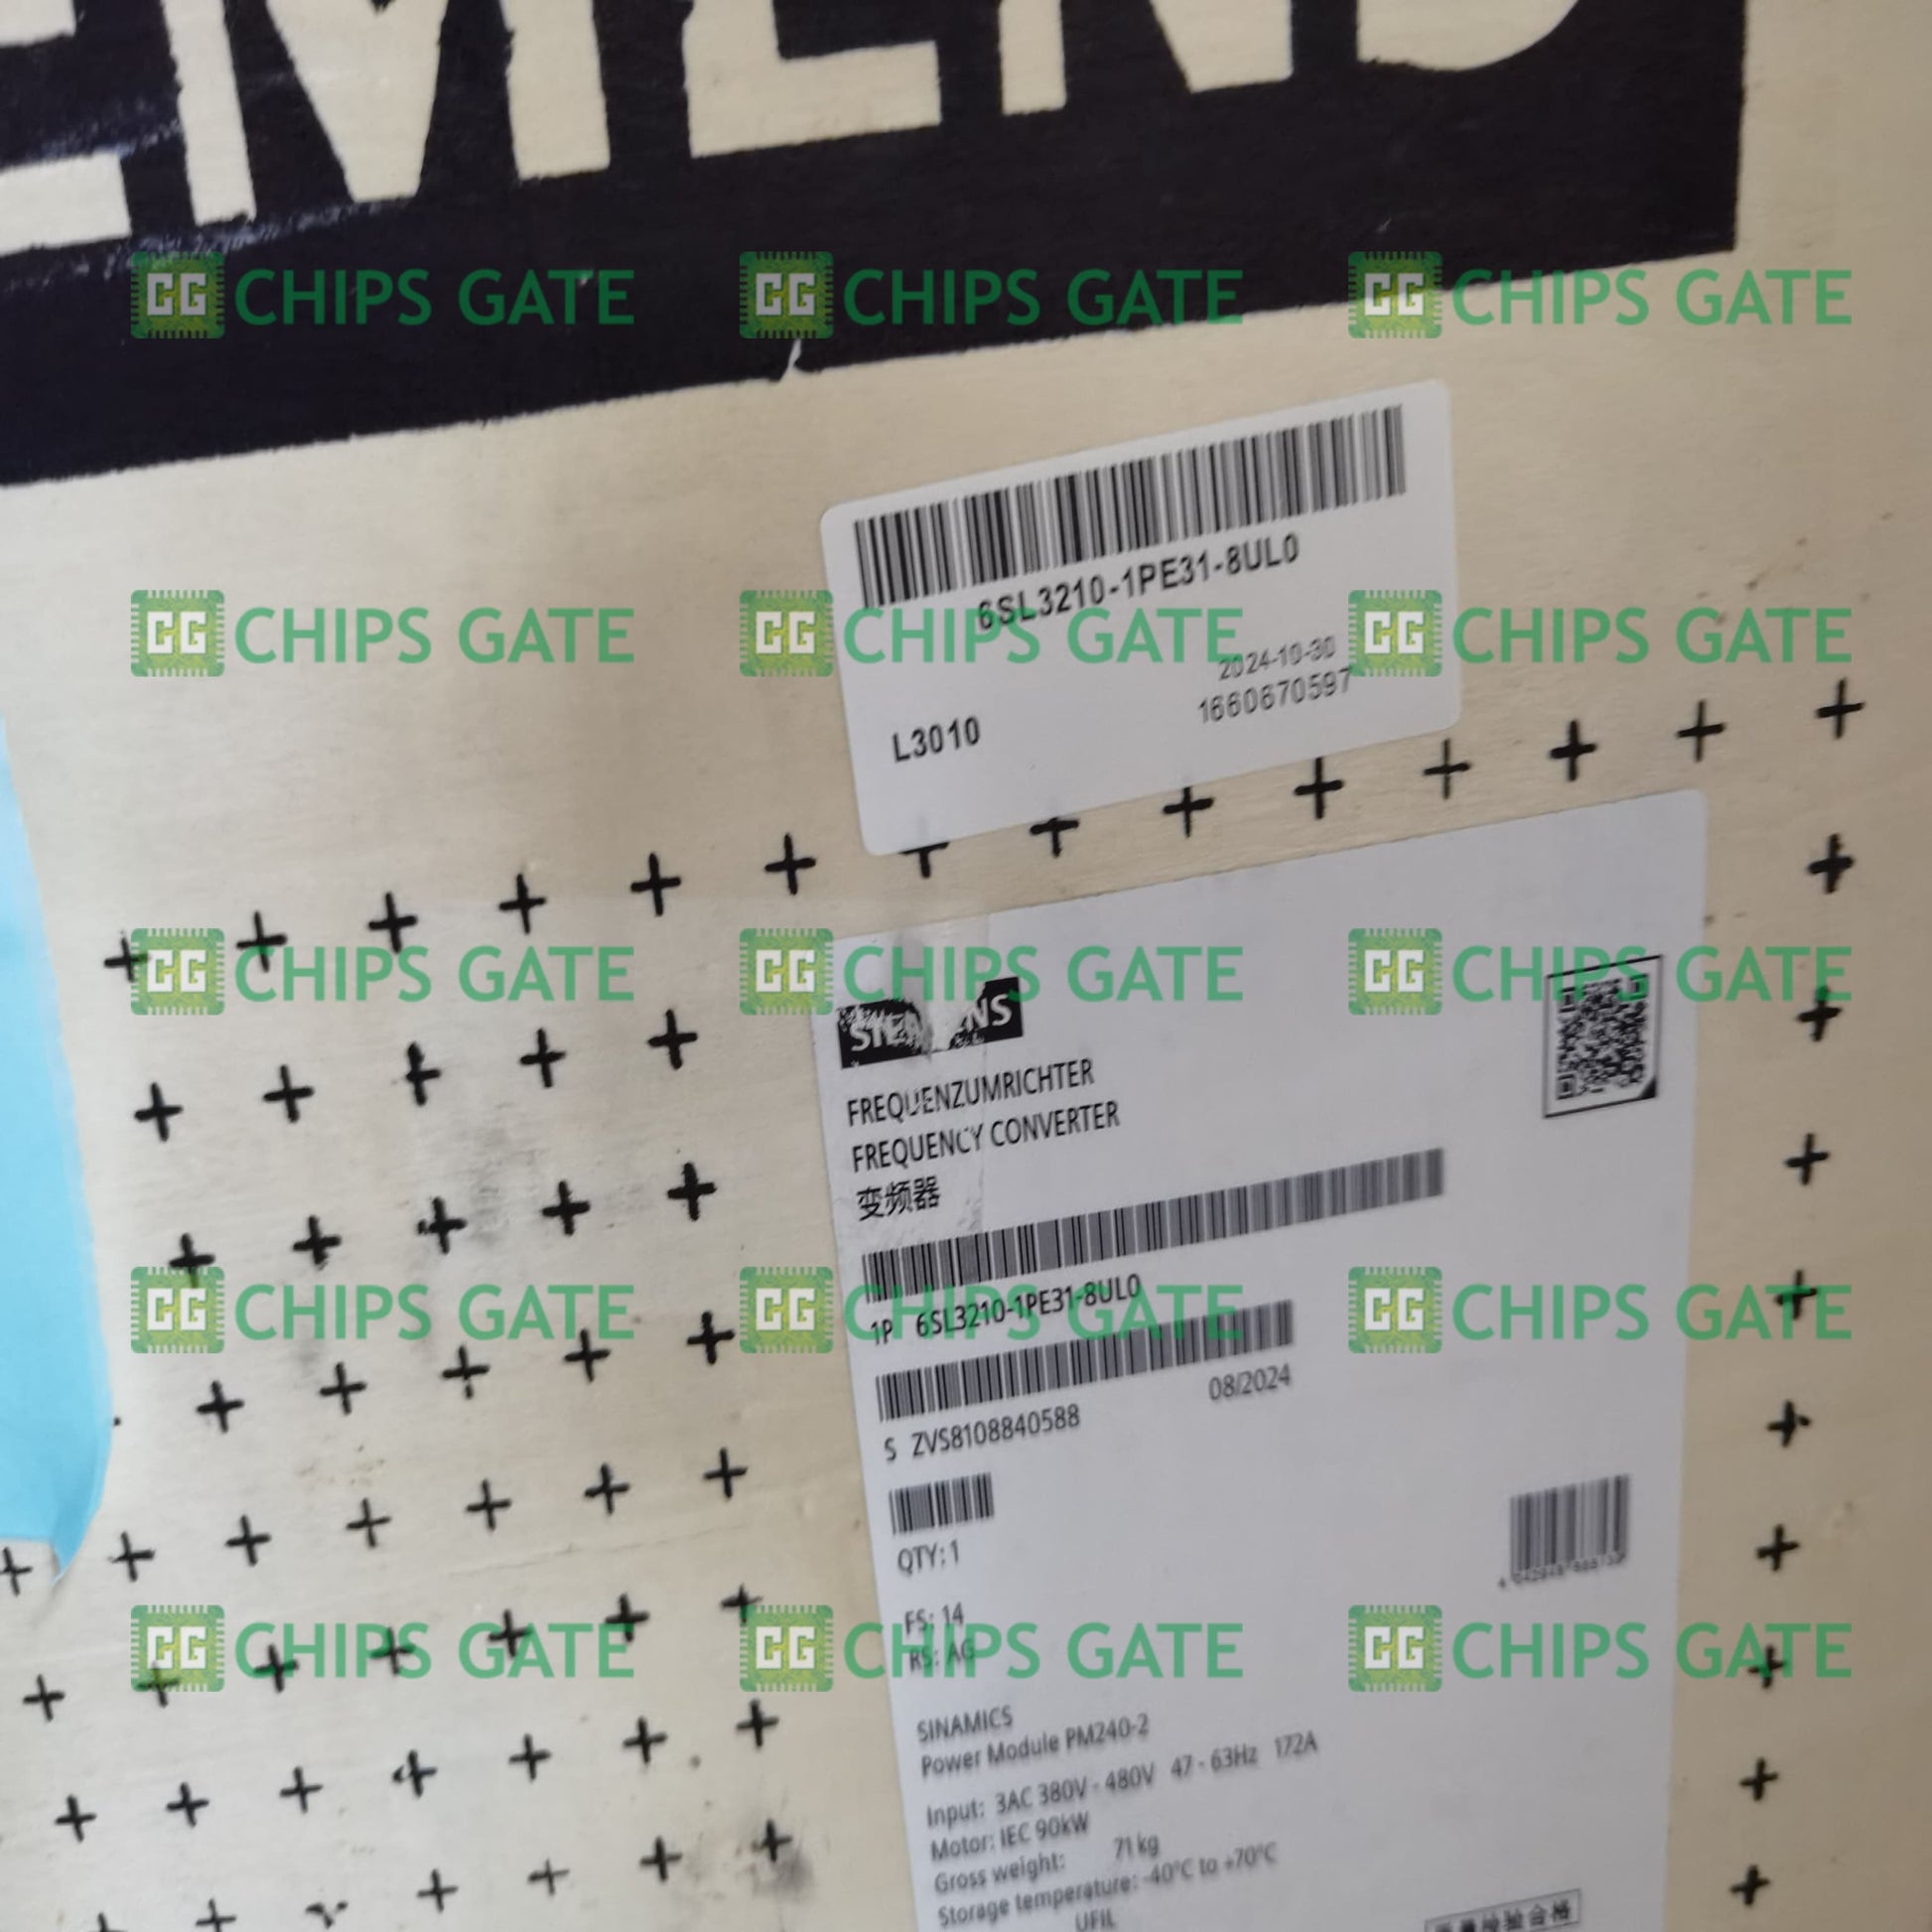 CHIPS GATE CHIPS GATE CHIPS GATE
6SL3210-1PE31-8UL0
2024-10-30
1660670597
L3010
CHIPS GATE CHIPS GATE CHIPS GATE
CHIPS GATE CHIPS GATE CHIPS GATE
SIEMENS
FREQUENZUMRICHTER
FREQUENCY CONVERTER
变频器
1P 6SL3210-1PE31-8UL0
CHIPS GATE CHIPS GATE CHIPS GATE
08/2024
S ZVS8108840588
QTY: 1
FS: 14
RS: AG
CHIPS GATE CHIPS GATE CHIPS GATE
SINAMICS
Power Module PM240-2
Input: 3AC 380V - 480V 47 - 63Hz 172A
Motor: IEC 90kW
Gross weight: 71 kg
Storage temperature: -40°C to +70°C
UFIL